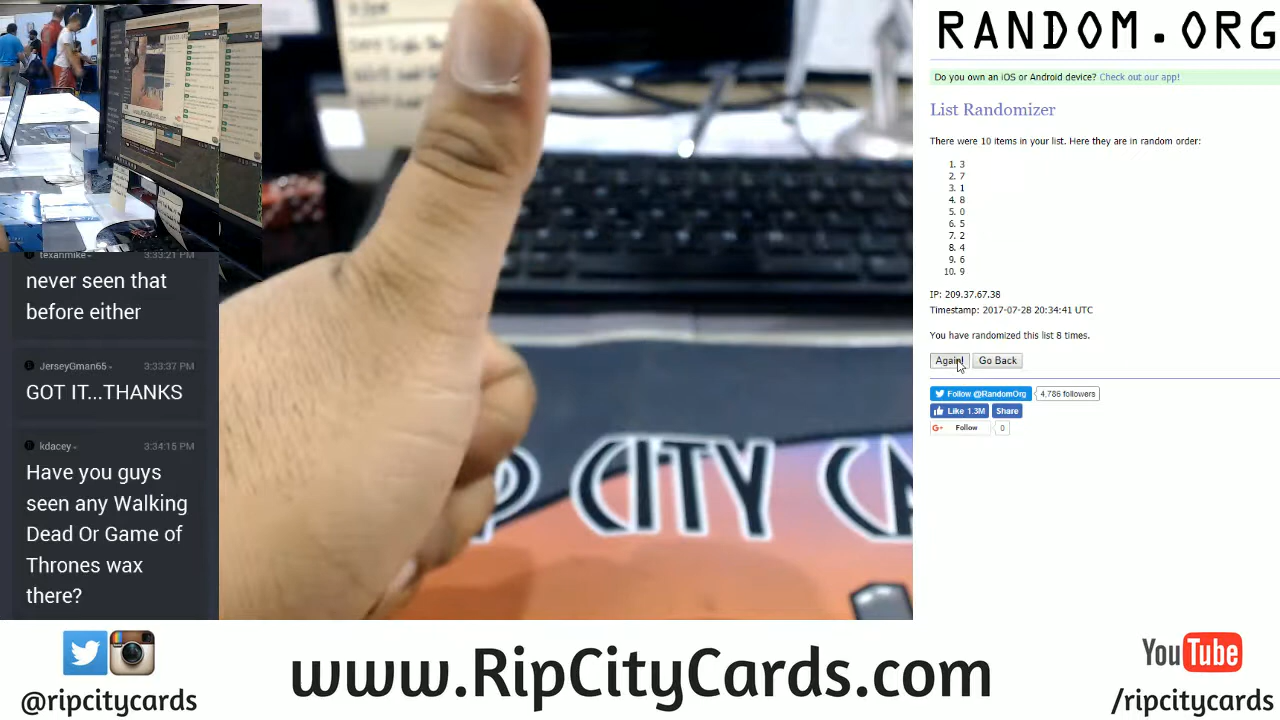 texanmike 3:33:21 PM
never seen that
before either
JerseyGman65 3:33:37 PM
GOT IT...THANKS
kdacey 3:34:15 PM
Have you guys
seen any Walking
Dead Or Game of
Thrones wax
there?
CITY
RANDOM.ORG
Do you own an iOS or Android device? Check out our app!
List Randomizer
There were 10 items in your list. Here they are in random order:
1. 3
2. 7
3. 1
4. 8
5. 0
6. 5
7. 2
8. 4
9. 6
10. 9
IP: 209.37.67.38
Timestamp: 2017-07-28 20:34:41 UTC
You have randomized this list 8 times.
Again! Go Back
Follow @RandomOrg 4,786 followers
Like 1.3M Share
G+ Follow 0
@ripcitycards
www.RipCityCards.com
YouTube
/ripcitycards